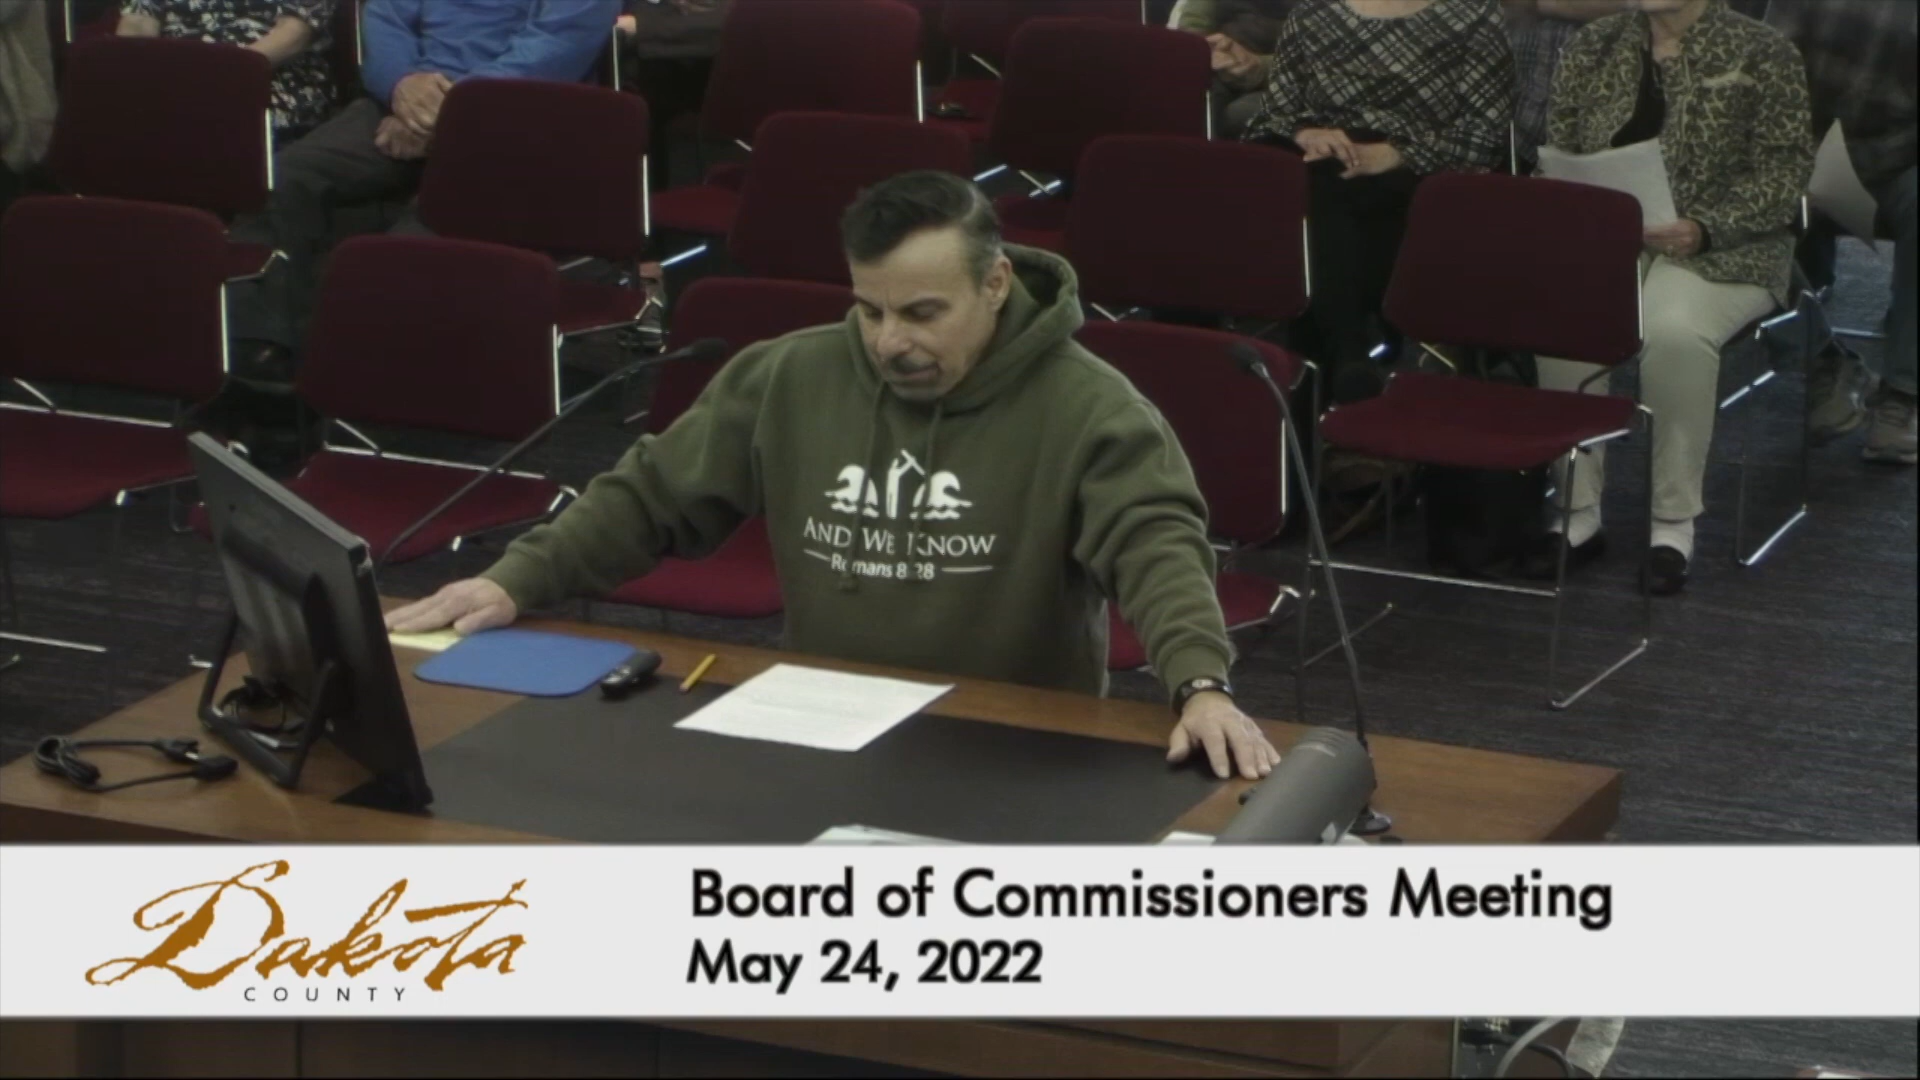 AND WE KNOW
Romans 8:28
Dakota
COUNTY
Board of Commissioners Meeting
May 24, 2022